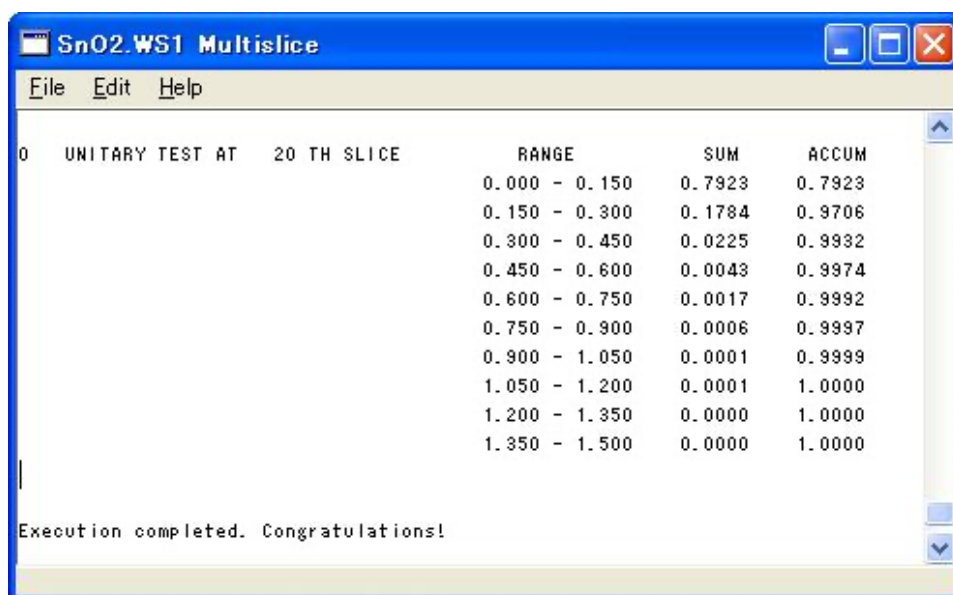 SnO2.WS1 Multislice
File Edit Help
0 UNITARY TEST AT 20 TH SLICE RANGE SUM ACCUM
0.000 - 0.150 0.7923 0.7923
0.150 - 0.300 0.1784 0.9706
0.300 - 0.450 0.0225 0.9932
0.450 - 0.600 0.0043 0.9974
0.600 - 0.750 0.0017 0.9992
0.750 - 0.900 0.0006 0.9997
0.900 - 1.050 0.0001 0.9999
1.050 - 1.200 0.0001 1.0000
1.200 - 1.350 0.0000 1.0000
1.350 - 1.500 0.0000 1.0000
Execution completed. Congratulations!